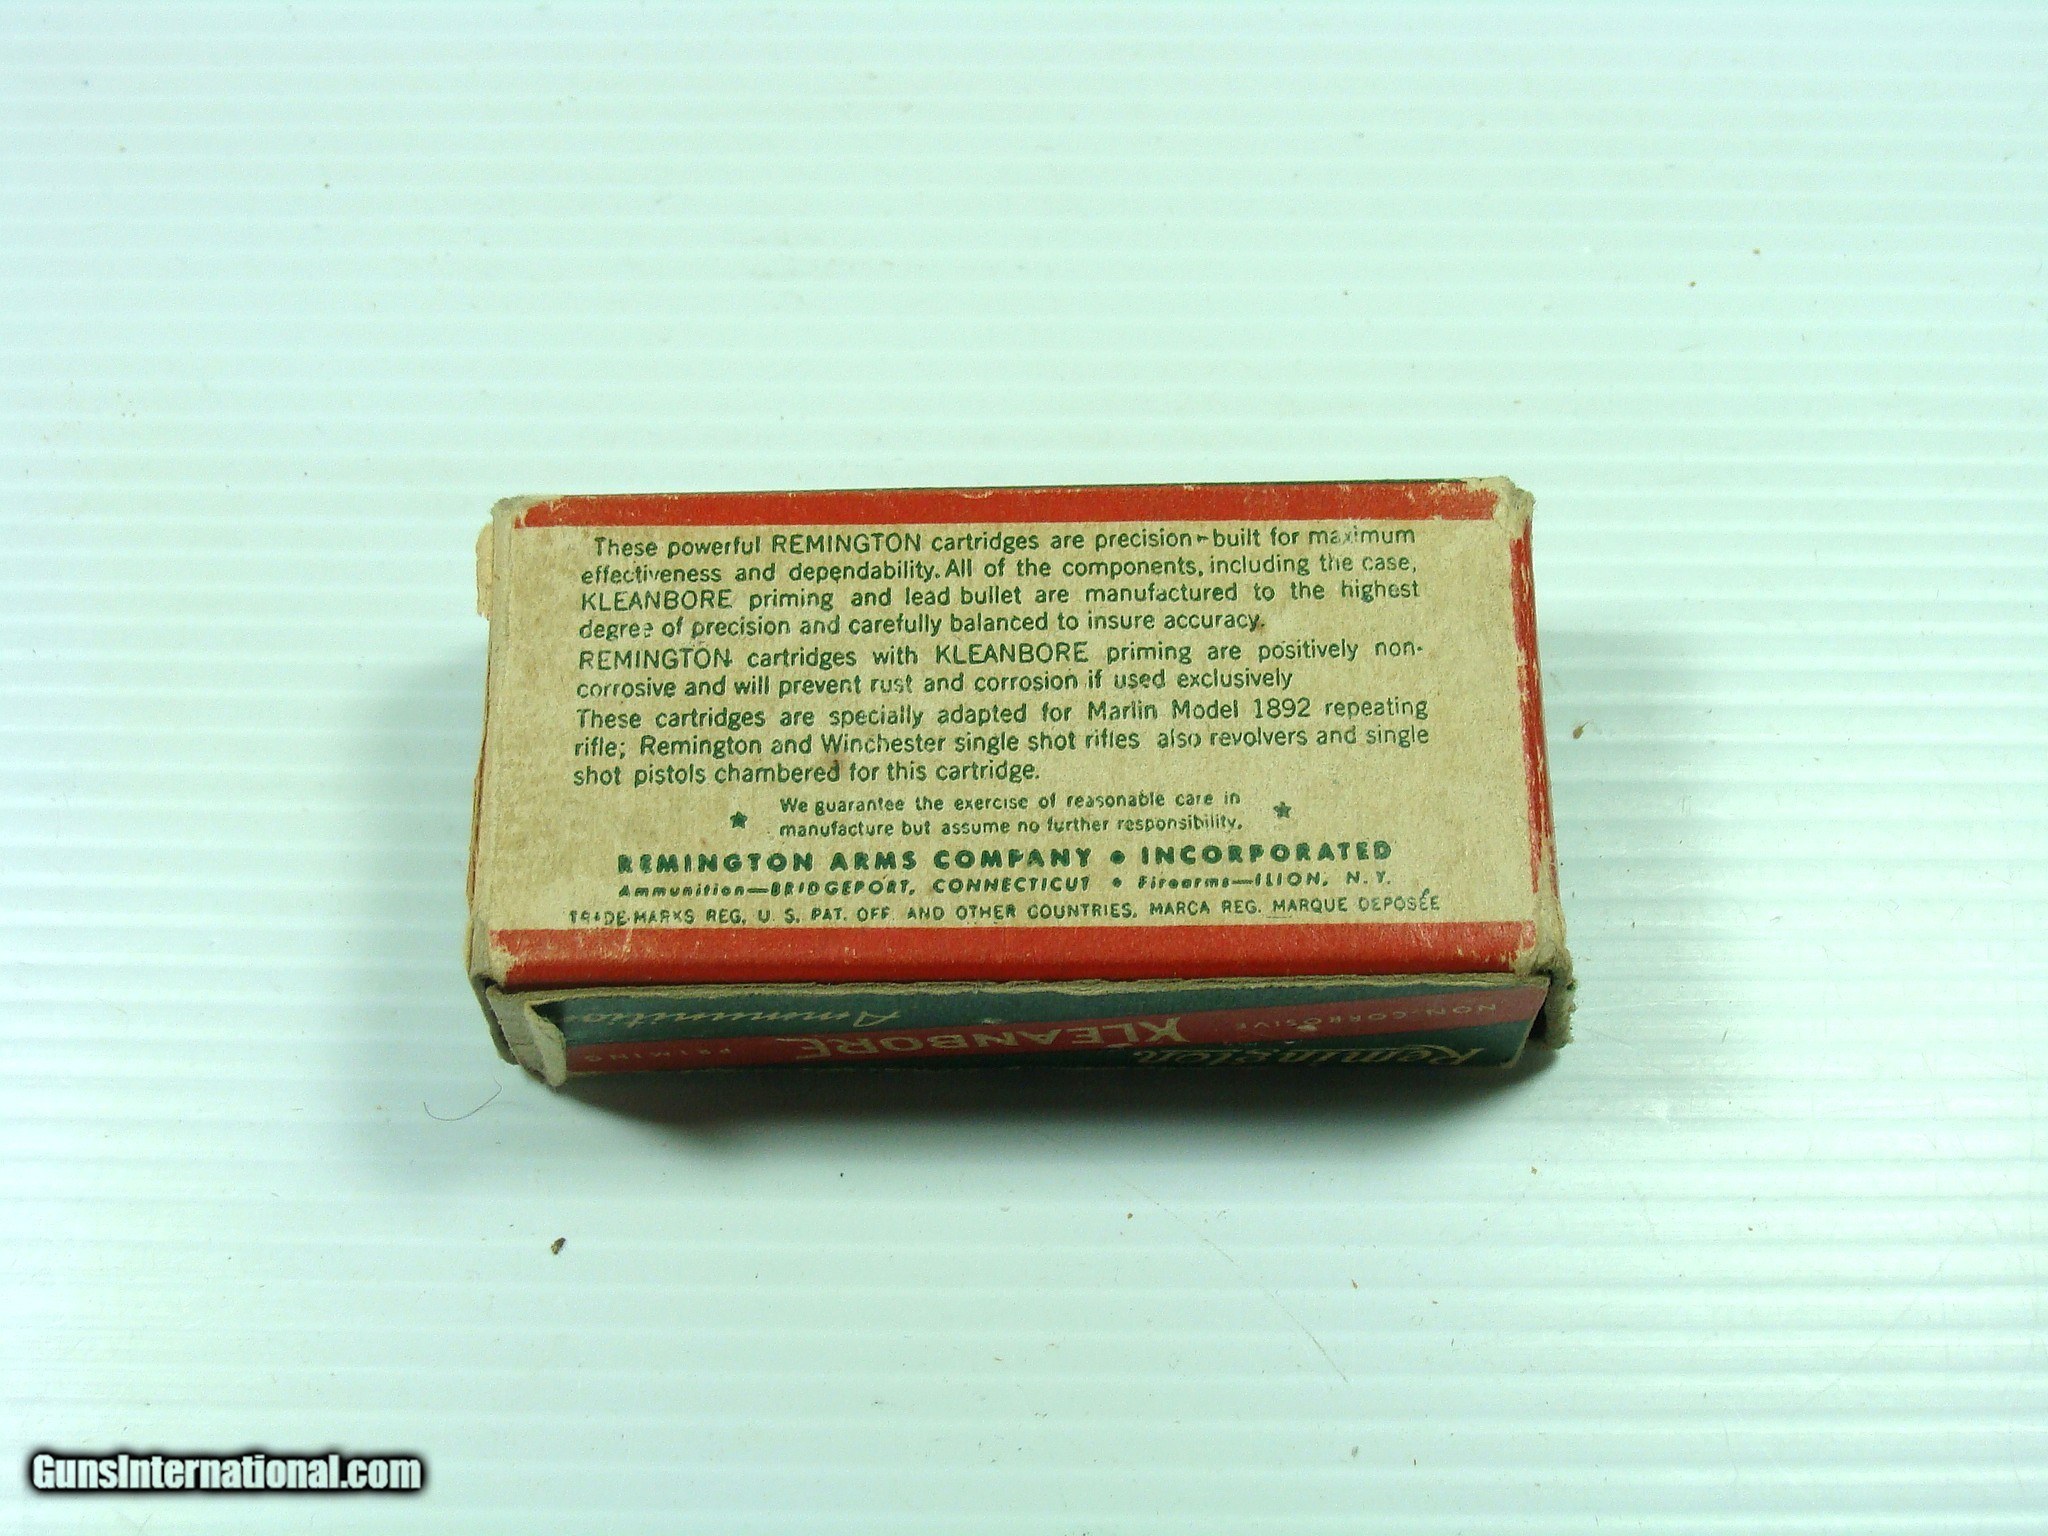 These powerful REMINGTON cartridges are precision-built for maximum
effectiveness and dependability. All of the components, including the case,
KLEANBORE priming and lead bullet are manufactured to the highest
degree of precision and carefully balanced to insure accuracy.
REMINGTON cartridges with KLEANBORE priming are positively non-
corrosive and will prevent rust and corrosion if used exclusively
These cartridges are specially adapted for Marlin Model 1892 repeating
rifle; Remington and Winchester single shot rifles also revolvers and single
shot pistols chambered for this cartridge.
We guarantee the exercise of reasonable care in
manufacture but assume no further responsibility.
REMINGTON ARMS COMPANY • INCORPORATED
Ammunition—BRIDGEPORT, CONNECTICUT • Firearms—ILION, N. Y.
TRADE-MARKS REG. U. S. PAT. OFF. AND OTHER COUNTRIES, MARCA REG. MARQUE DEPOSÉE
Remington
NON-CORROSIVE KLEANBORE PRIMING
Ammunition
GunsInternational.com